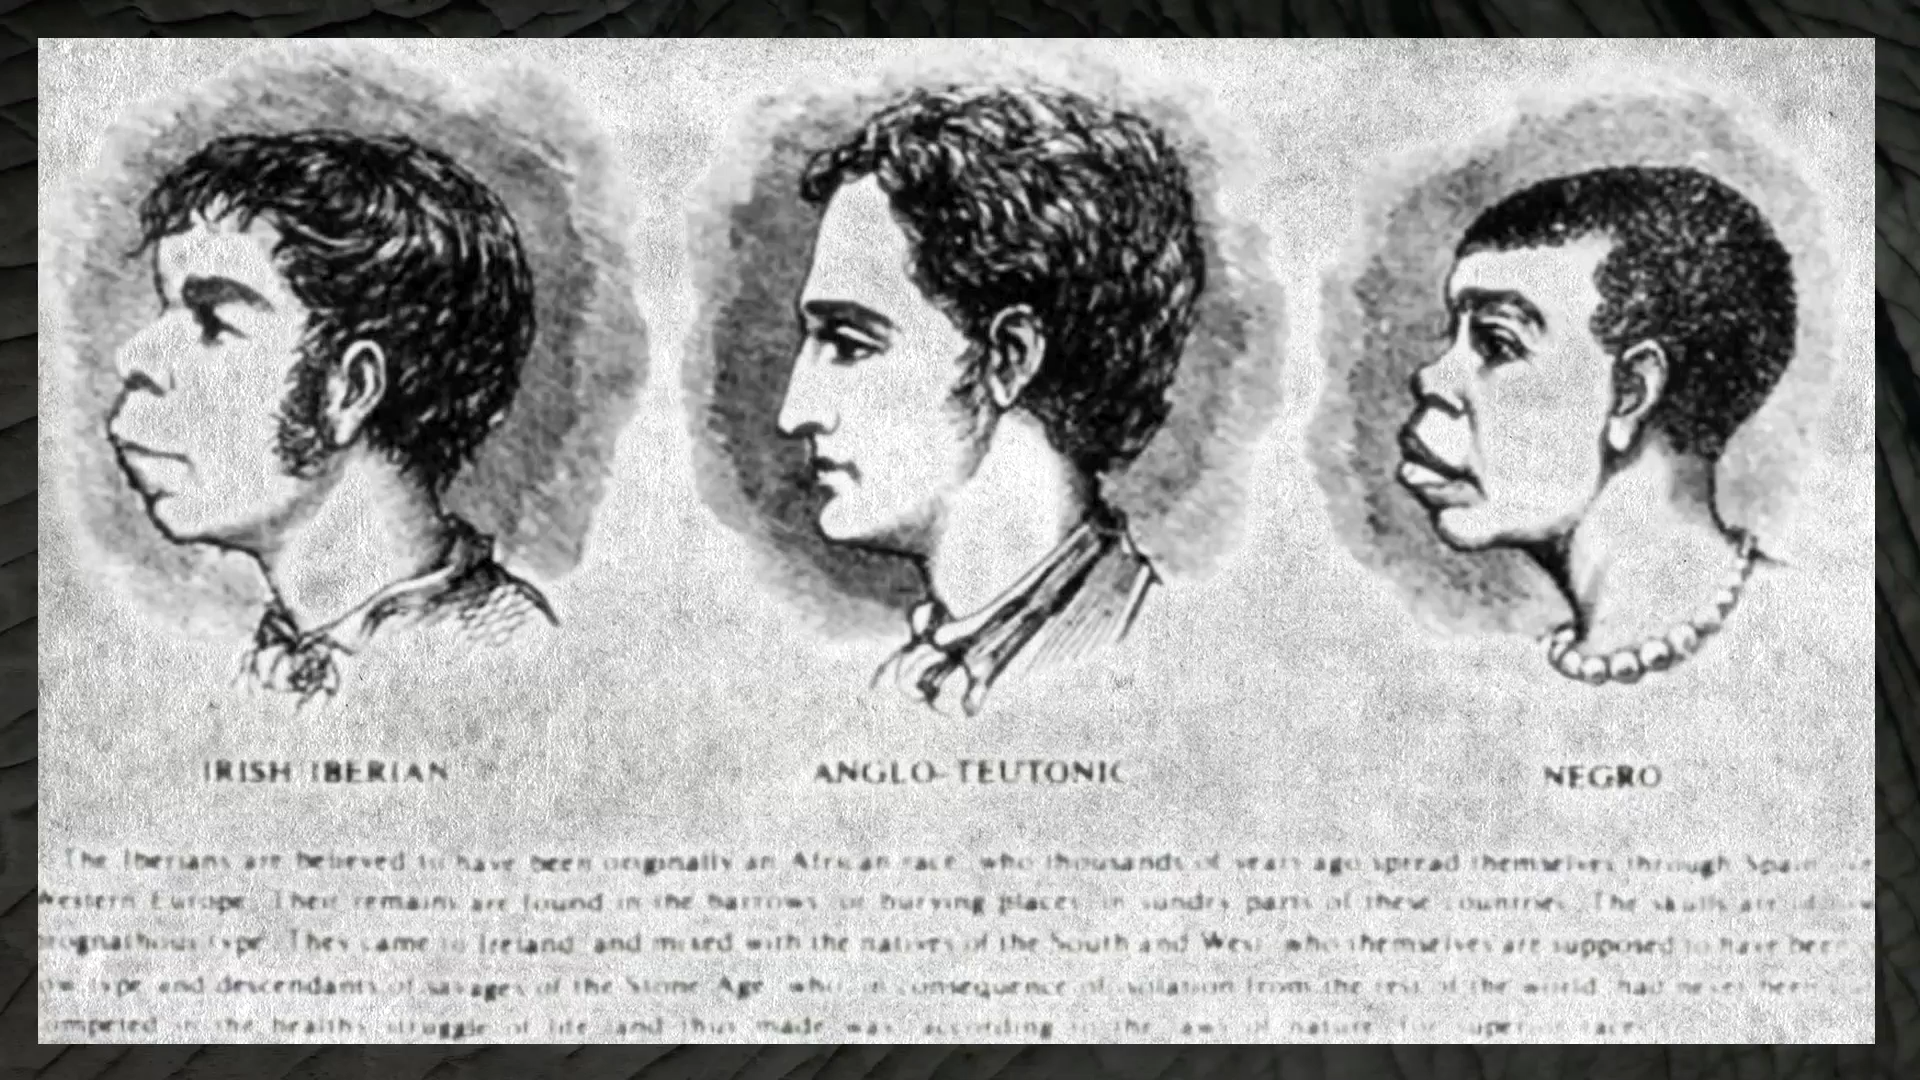 IRISH IBERIAN
ANGLO-TEUTONIC
NEGRO
The Iberians are believed to have been originally an African race, who thousands of years ago spread themselves through Spain
Western Europe. Their remains are found in the barrows, or burying places, in sundry parts of these countries. The skulls are of low
prognathous type. They came to Ireland, and mixed with the natives of the South and West, who themselves are supposed to have been
low type and descendants of savages of the Stone Age, who, in consequence of isolation from the rest of the world, had never been
competed in the healthy struggle of life, and thus made way, according to the laws of nature, for superior races